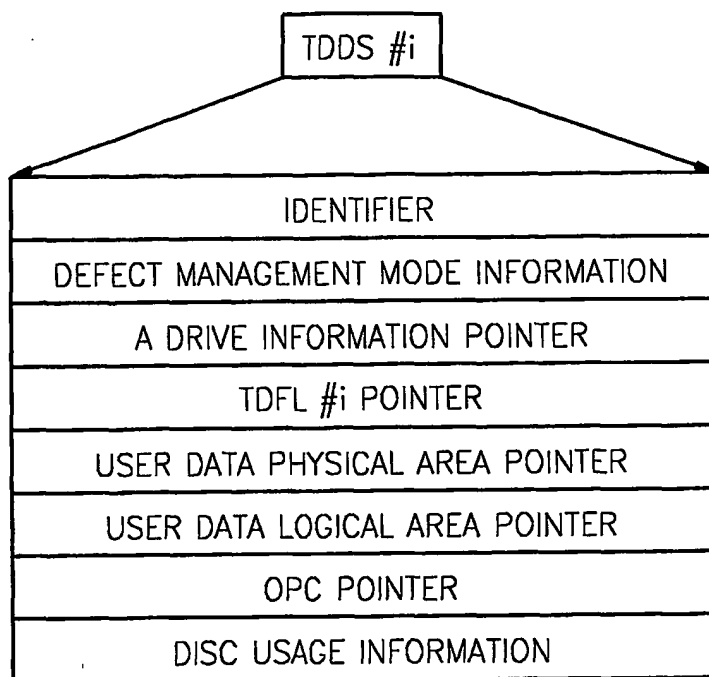 TDDS #i
IDENTIFIER
DEFECT MANAGEMENT MODE INFORMATION
A DRIVE INFORMATION POINTER
TDFL #i POINTER
USER DATA PHYSICAL AREA POINTER
USER DATA LOGICAL AREA POINTER
OPC POINTER
DISC USAGE INFORMATION